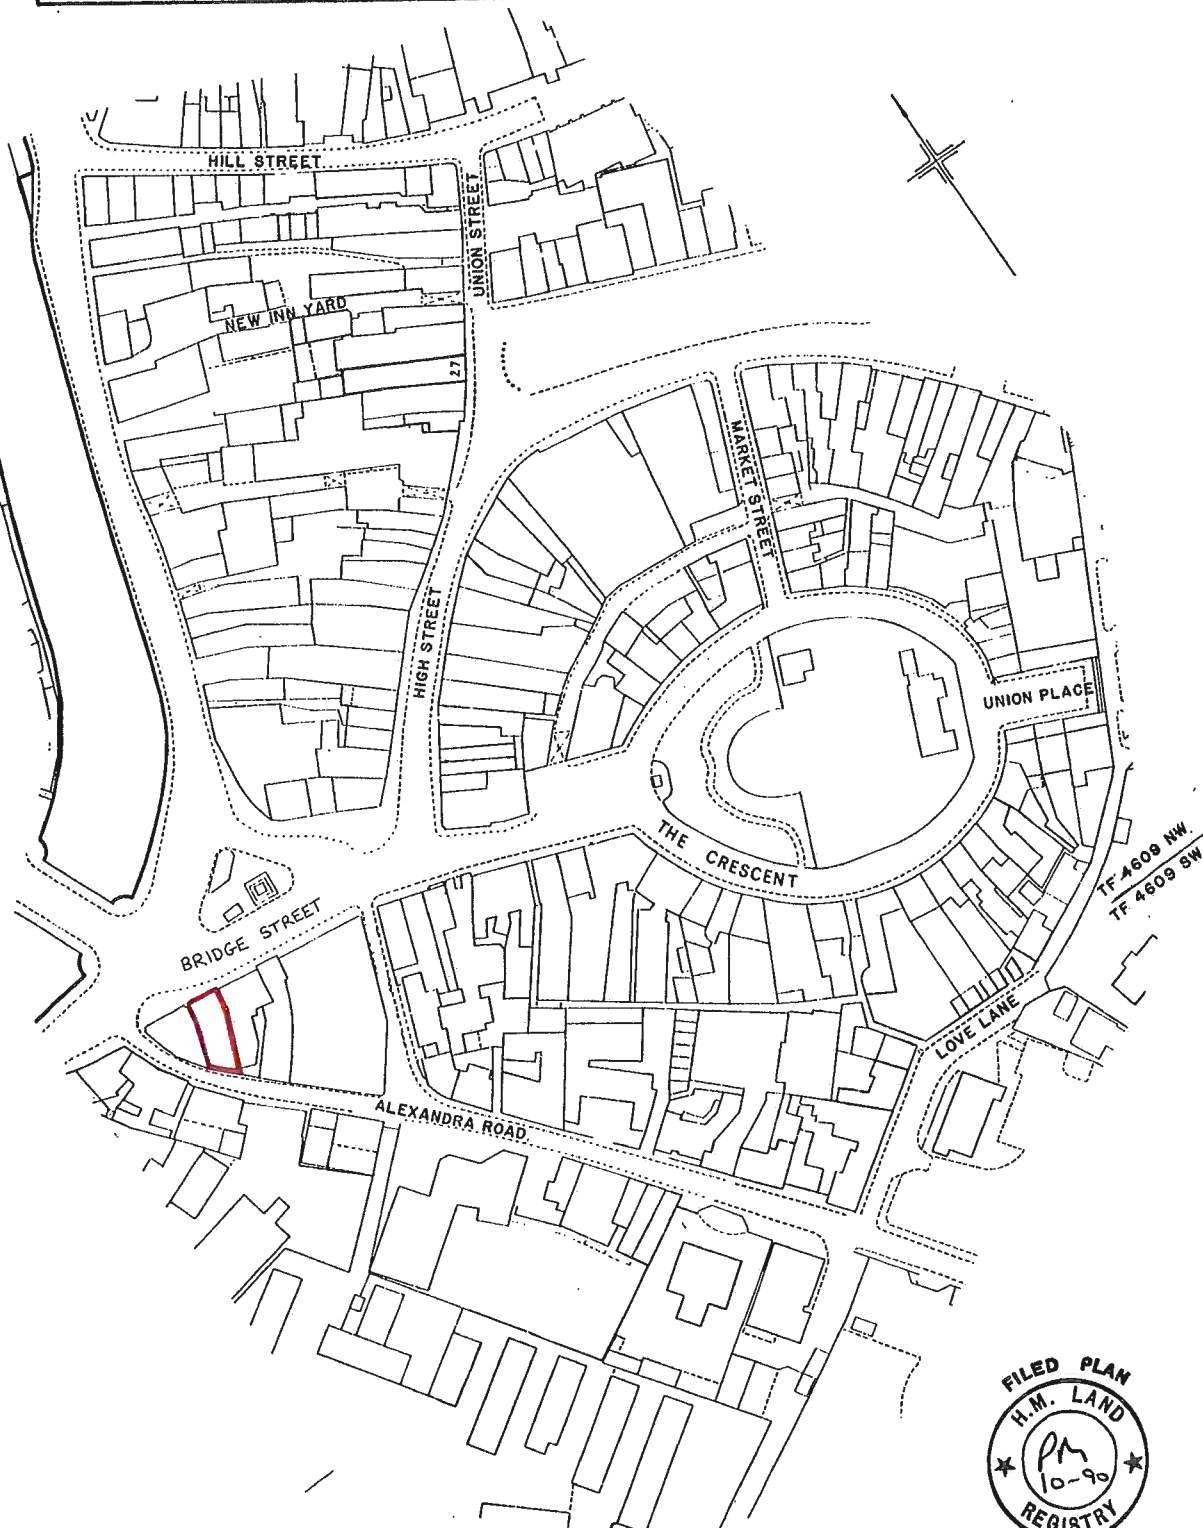 HILL STREET
UNION STREET
NEW INN YARD
27
MARKET STREET
HIGH STREET
UNION PLACE
THE CRESCENT
TF 4609 NW
TF 4609 SW
BRIDGE STREET
LOVE LANE
ALEXANDRA ROAD
FILED PLAN
H.M. LAND
PM
10-90
REGISTRY